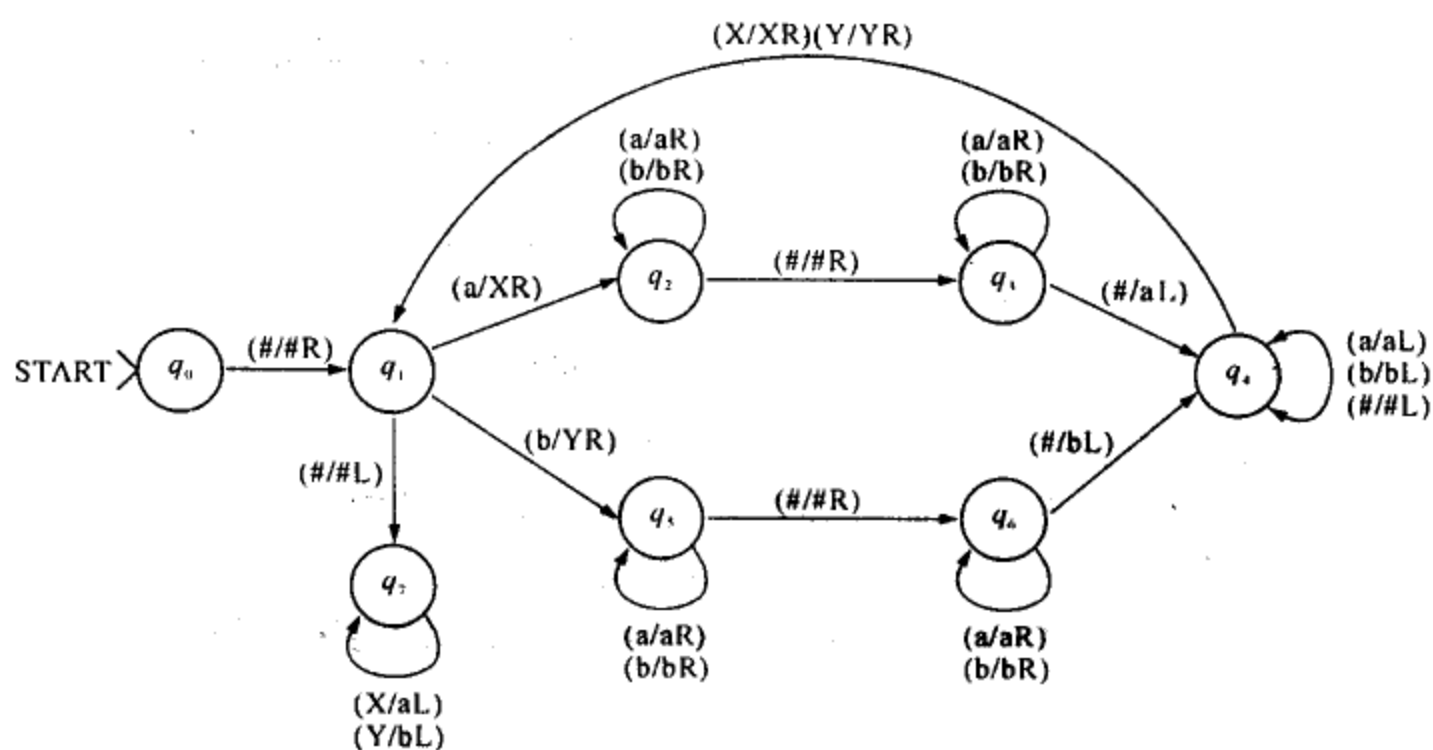 (X/XR)(Y/YR)
(a/aR)
(b/bR)
(a/aR)
(b/bR)
q₂
(#/#R)
q₃
(a/XR)
(#/aL)
START
q₀
(#/#R)
q₁
q₄
(a/aL)
(b/bL)
(#/#L)
(b/YR)
(#/bL)
(#/#L)
q₅
(#/#R)
q₆
q₇
(a/aR)
(b/bR)
(a/aR)
(b/bR)
(X/aL)
(Y/bL)